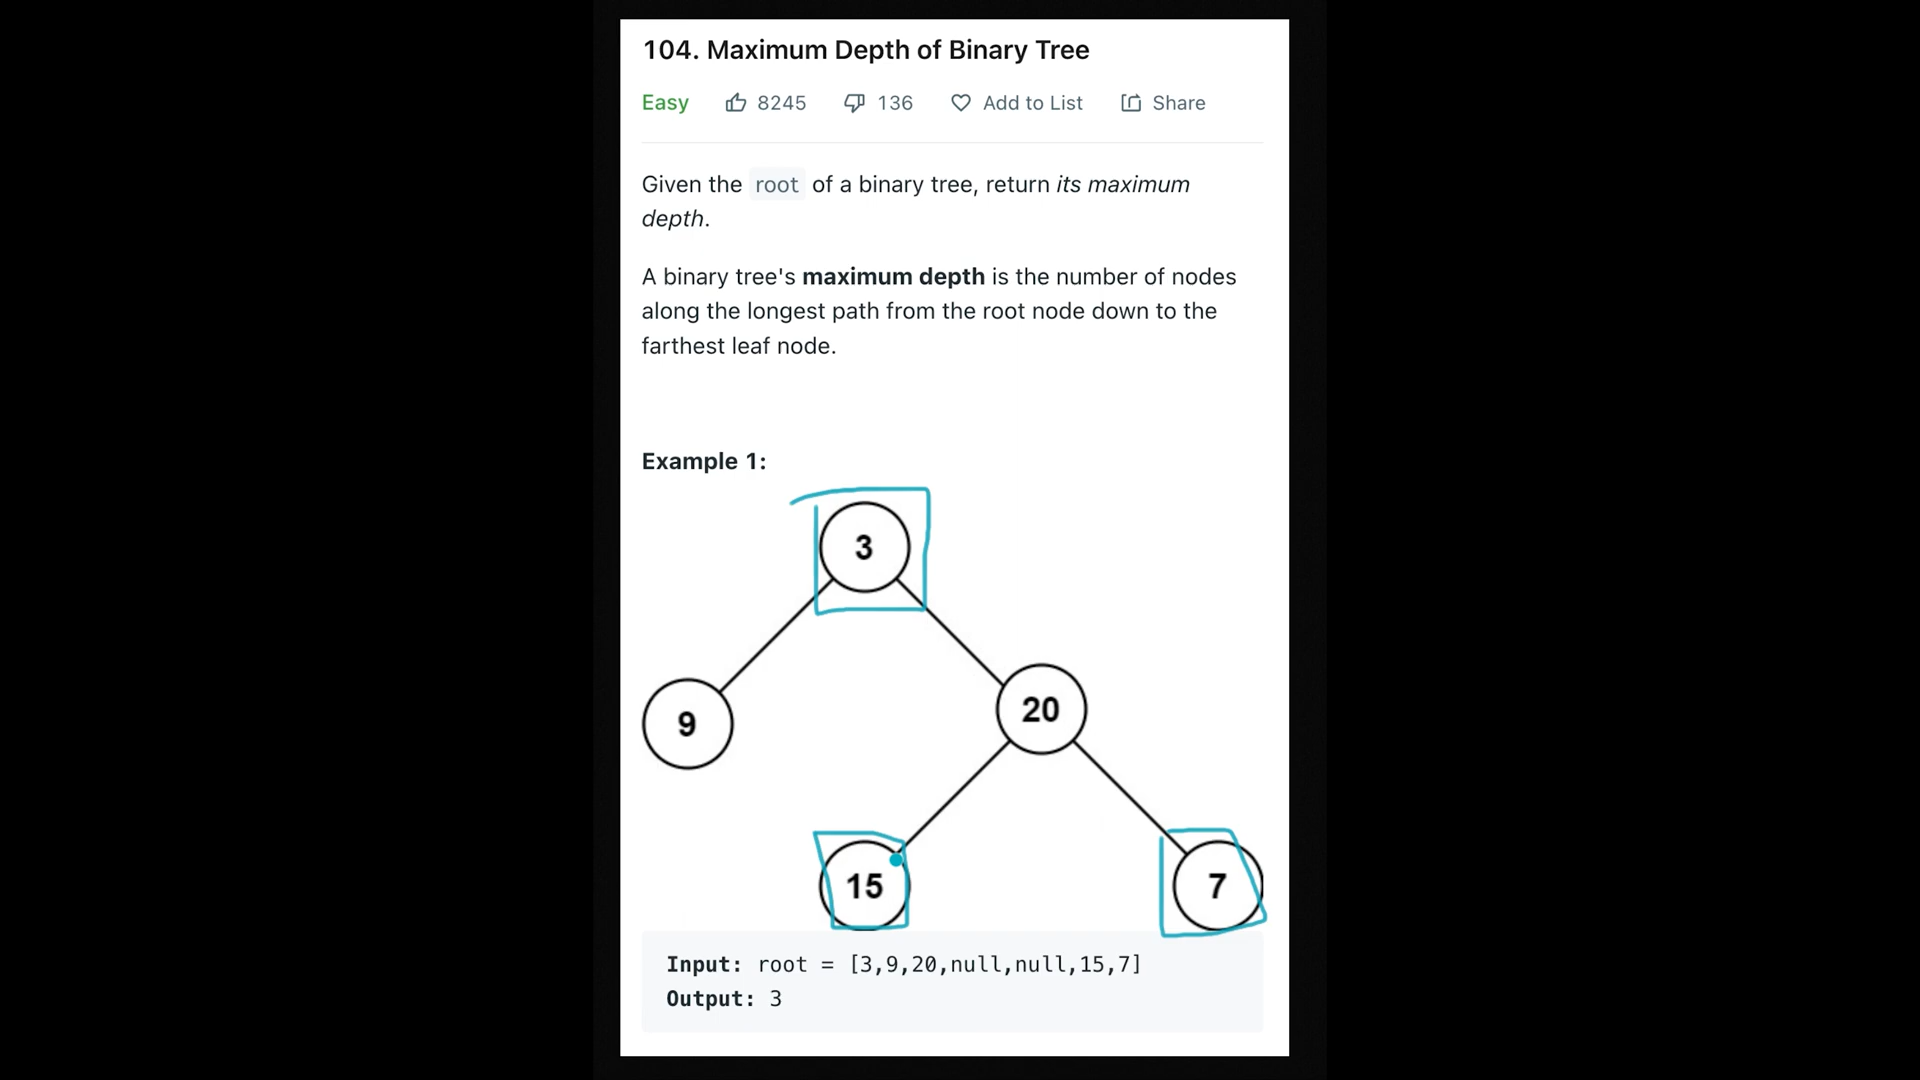 104. Maximum Depth of Binary Tree
Easy 8245 136 Add to List Share
Given the root of a binary tree, return its maximum
depth.
A binary tree's maximum depth is the number of nodes
along the longest path from the root node down to the
farthest leaf node.
Example 1:
3
9
20
15
7
Input: root = [3,9,20,null,null,15,7]
Output: 3